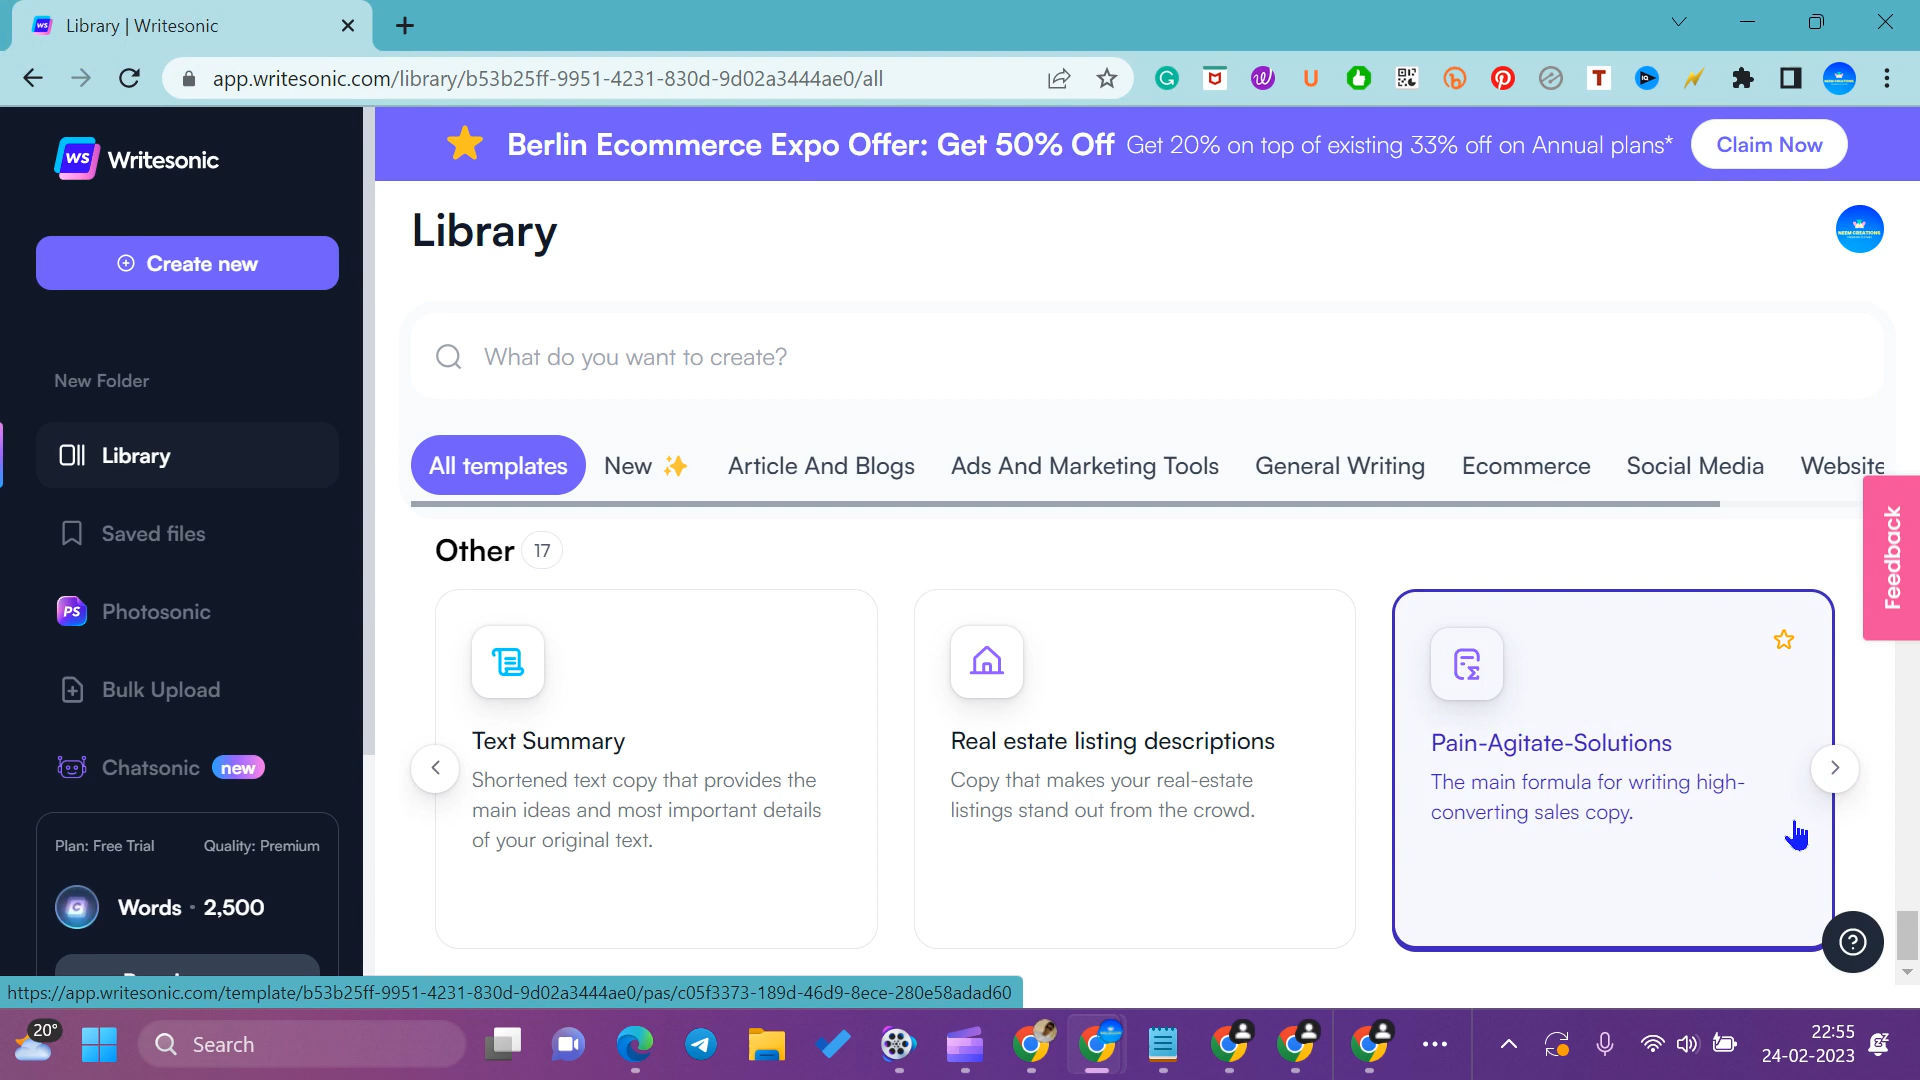 Library | Writesonic
app.writesonic.com/library/b53b25ff-9951-4231-830d-9d02a3444ae0/all
ws Writesonic
Berlin Ecommerce Expo Offer: Get 50% Off Get 20% on top of existing 33% off on Annual plans* Claim Now
Create new
Library
What do you want to create?
New Folder
Library
Saved files
PS Photosonic
Bulk Upload
Chatsonic new
All templates New Article And Blogs Ads And Marketing Tools General Writing Ecommerce Social Media Website
Feedback
Other 17
Text Summary
Shortened text copy that provides the
main ideas and most important details
of your original text.
Real estate listing descriptions
Copy that makes your real-estate
listings stand out from the crowd.
Pain-Agitate-Solutions
The main formula for writing high-
converting sales copy.
Plan: Free Trial Quality: Premium
Words · 2,500
https://app.writesonic.com/template/b53b25ff-9951-4231-830d-9d02a3444ae0/pas/c05f3373-189d-46d9-8ece-280e58adad60
20°
Search
22:55
24-02-2023